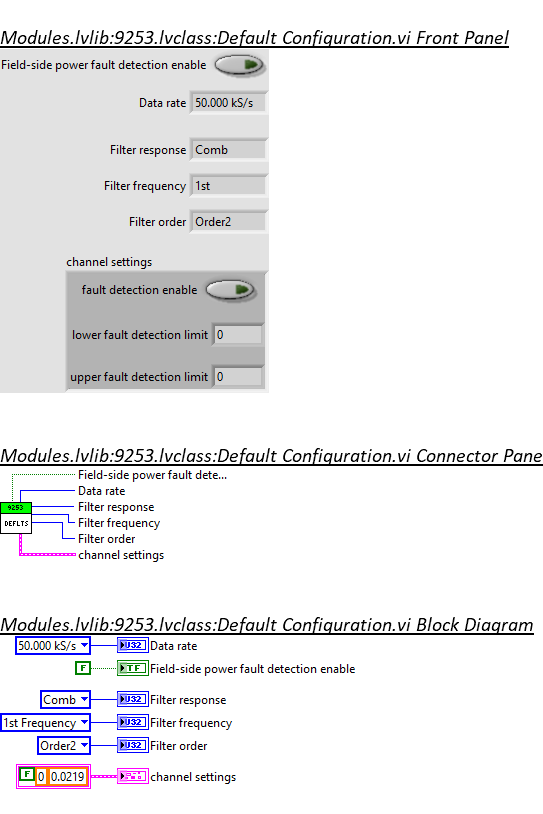 Modules.lvlib:9253.lvclass:Default Configuration.vi Front Panel
Field-side power fault detection enable
Data rate 50.000 kS/s
Filter response Comb
Filter frequency 1st
Filter order Order2
channel settings
fault detection enable
lower fault detection limit 0
upper fault detection limit 0
Modules.lvlib:9253.lvclass:Default Configuration.vi Connector Pane
Field-side power fault dete...
Data rate
9253 Filter response
DEFLTS Filter frequency
Filter order
channel settings
Modules.lvlib:9253.lvclass:Default Configuration.vi Block Diagram
50.000 kS/s U32 Data rate
F TF Field-side power fault detection enable
Comb U32 Filter response
1st Frequency U32 Filter frequency
Order2 U32 Filter order
F 0 0.0219 channel settings